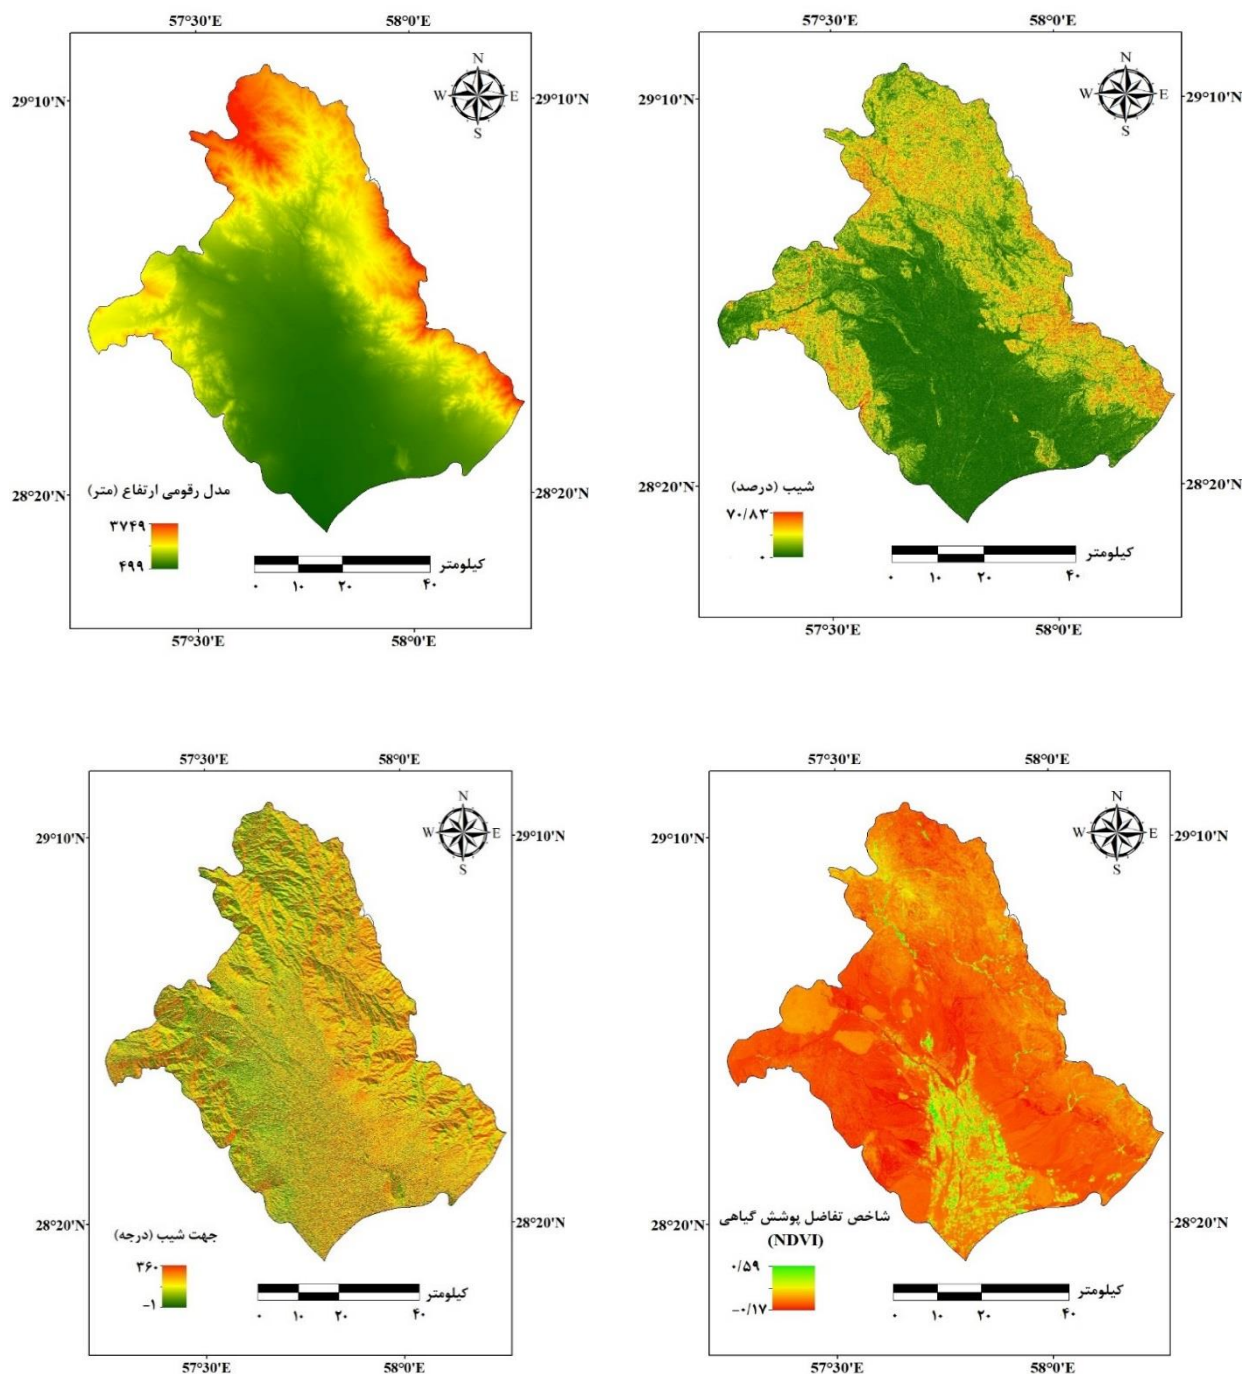 57°30'E 58°0'E
N
W E
S
29°10'N 29°10'N
28°20'N 28°20'N
مدل رقومی ارتفاع (متر)
۳۷۴۹
۴۹۹
کیلومتر
۰ ۱۰ ۲۰ ۴۰
57°30'E 58°0'E
57°30'E 58°0'E
N
W E
S
29°10'N 29°10'N
28°20'N 28°20'N
شیب (درصد)
۷۰/۸۳
۰
کیلومتر
۰ ۱۰ ۲۰ ۴۰
57°30'E 58°0'E
57°30'E 58°0'E
N
W E
S
29°10'N 29°10'N
28°20'N 28°20'N
جهت شیب (درجه)
۳۶۰
-۱
کیلومتر
۰ ۱۰ ۲۰ ۴۰
57°30'E 58°0'E
57°30'E 58°0'E
N
W E
S
29°10'N 29°10'N
28°20'N 28°20'N
شاخص تفاضل پوشش گیاهی
(NDVI)
۰/۵۹
-۰/۱۷
کیلومتر
۰ ۱۰ ۲۰ ۴۰
57°30'E 58°0'E